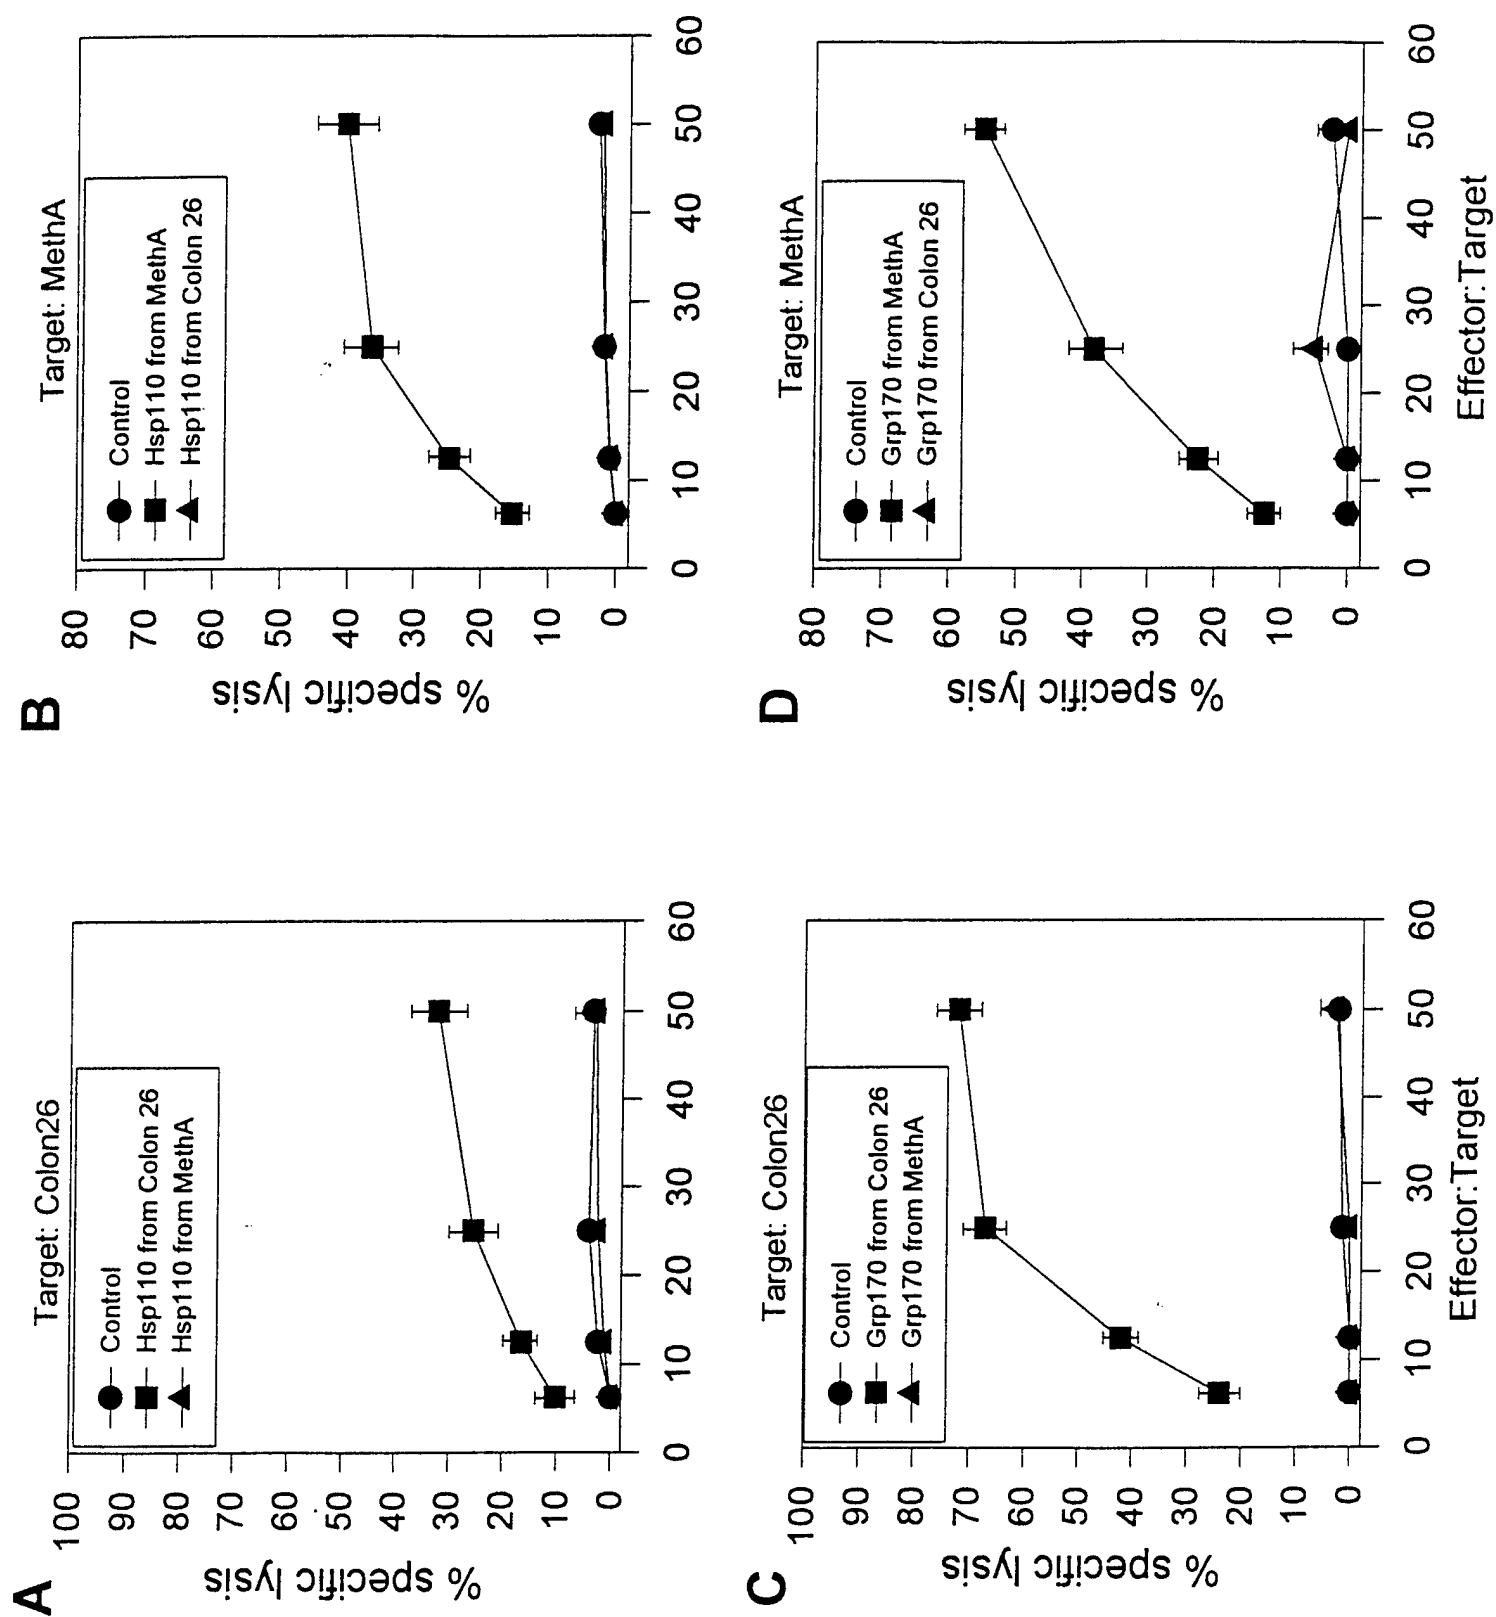 A
Target: Colon26
% specific lysis
100
90
80
70
60
50
40
30
20
10
0
Control
Hsp110 from Colon 26
Hsp110 from MethA
0 10 20 30 40 50 60
B
Target: MethA
% specific lysis
80
70
60
50
40
30
20
10
0
Control
Hsp110 from MethA
Hsp110 from Colon 26
0 10 20 30 40 50 60
C
Target: Colon26
% specific lysis
100
90
80
70
60
50
40
30
20
10
0
Control
Grp170 from Colon 26
Grp170 from MethA
0 10 20 30 40 50 60
Effector:Target
D
Target: MethA
% specific lysis
80
70
60
50
40
30
20
10
0
Control
Grp170 from MethA
Grp170 from Colon 26
0 10 20 30 40 50 60
Effector:Target